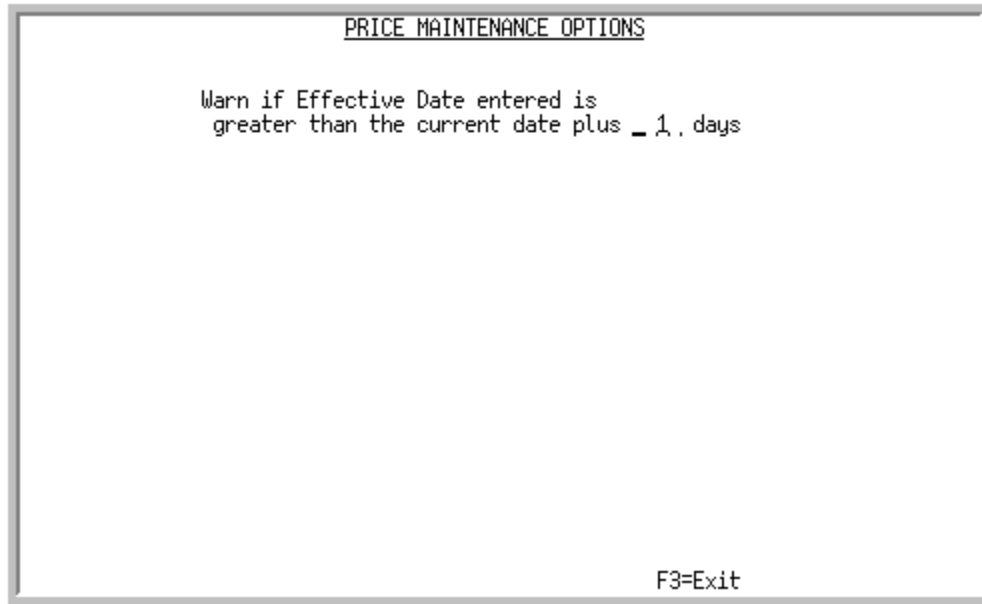 PRICE MAINTENANCE OPTIONS
Warn if Effective Date entered is
greater than the current date plus _ 1 . days
F3=Exit